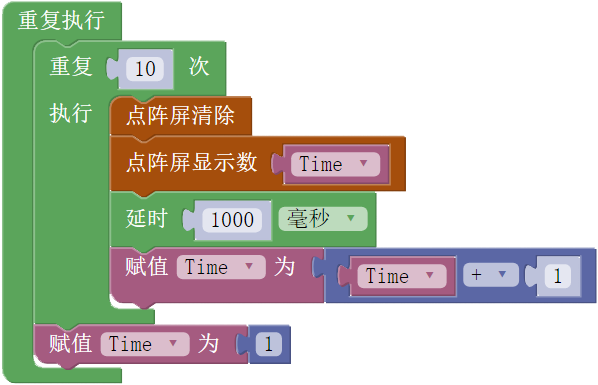 重复执行
重复 10 次
执行 点阵屏清除
点阵屏显示数 Time
延时 1000 毫秒
赋值 Time 为 Time + 1
赋值 Time 为 1